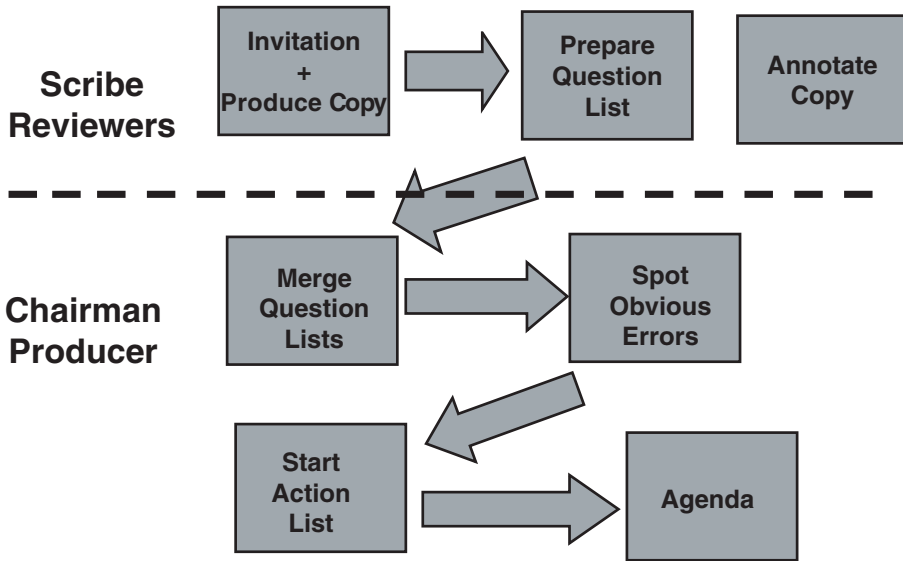 Scribe
Reviewers
Invitation
+
Produce Copy
Prepare
Question
List
Annotate
Copy
Chairman
Producer
Merge
Question
Lists
Spot
Obvious
Errors
Start
Action
List
Agenda